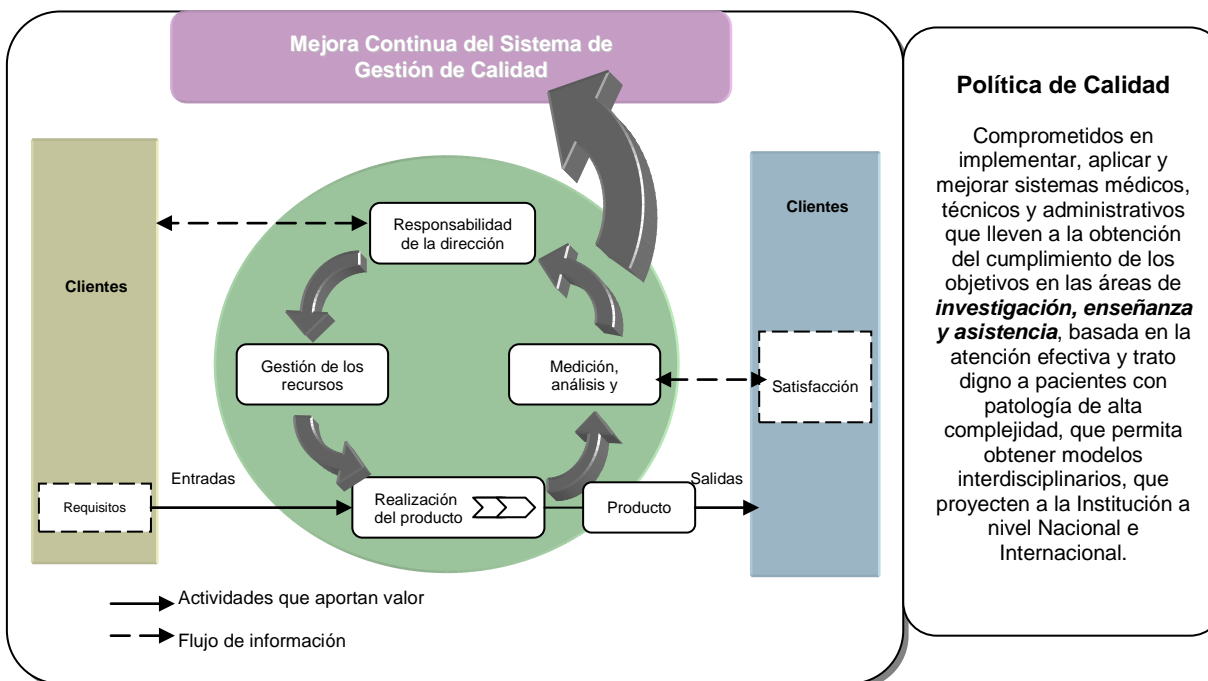 Mejora Continua del Sistema de
Gestión de Calidad
Clientes
Requisitos
Entradas
Responsabilidad
de la dirección
Gestión de los
recursos
Medición,
análisis y
Realización
del producto
Producto
Salidas
Clientes
Satisfacción
Actividades que aportan valor
Flujo de información
Política de Calidad
Comprometidos en
implementar, aplicar y
mejorar sistemas médicos,
técnicos y administrativos
que lleven a la obtención
del cumplimiento de los
objetivos en las áreas de
investigación, enseñanza
y asistencia, basada en la
atención efectiva y trato
digno a pacientes con
patología de alta
complejidad, que permita
obtener modelos
interdisciplinarios, que
proyecten a la Institución a
nivel Nacional e
Internacional.